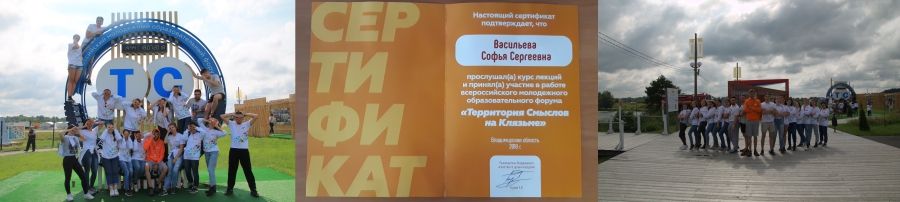 ТС
СЕР
ТИ
ФИ
КАТ
Настоящий сертификат
подтверждает, что
Васильева
Софья Сергеевна
прослушал(а) курс лекций
и принял(а) участие в работе
всероссийского молодежного
образовательного форума
«Территория Смыслов
на Клязьме»
Владимирская область